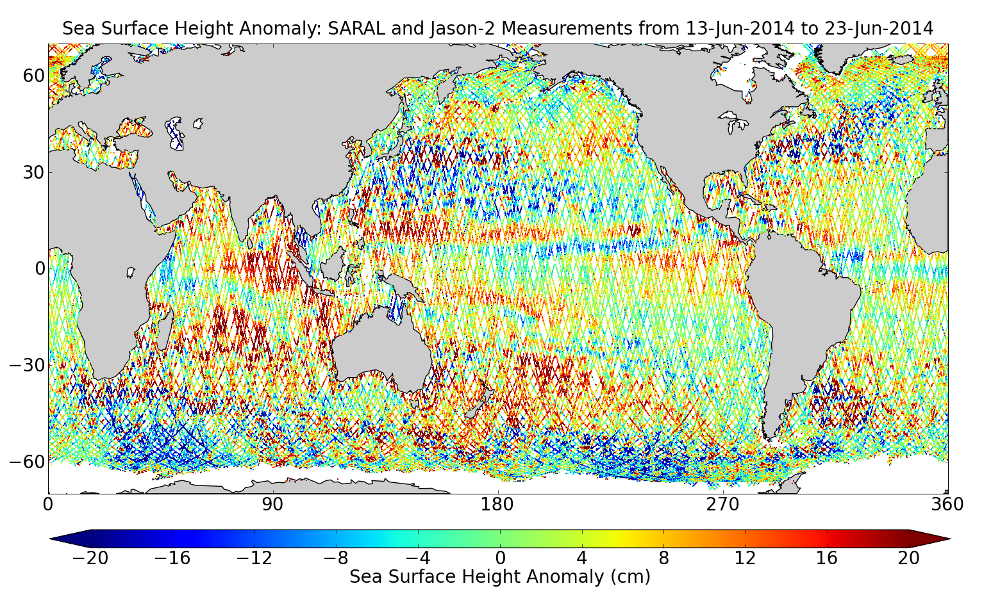 Sea Surface Height Anomaly: SARAL and Jason-2 Measurements from 13-Jun-2014 to 23-Jun-2014
60
30
0
−30
−60
0 90 180 270 360
−20 −16 −12 −8 −4 0 4 8 12 16 20
Sea Surface Height Anomaly (cm)